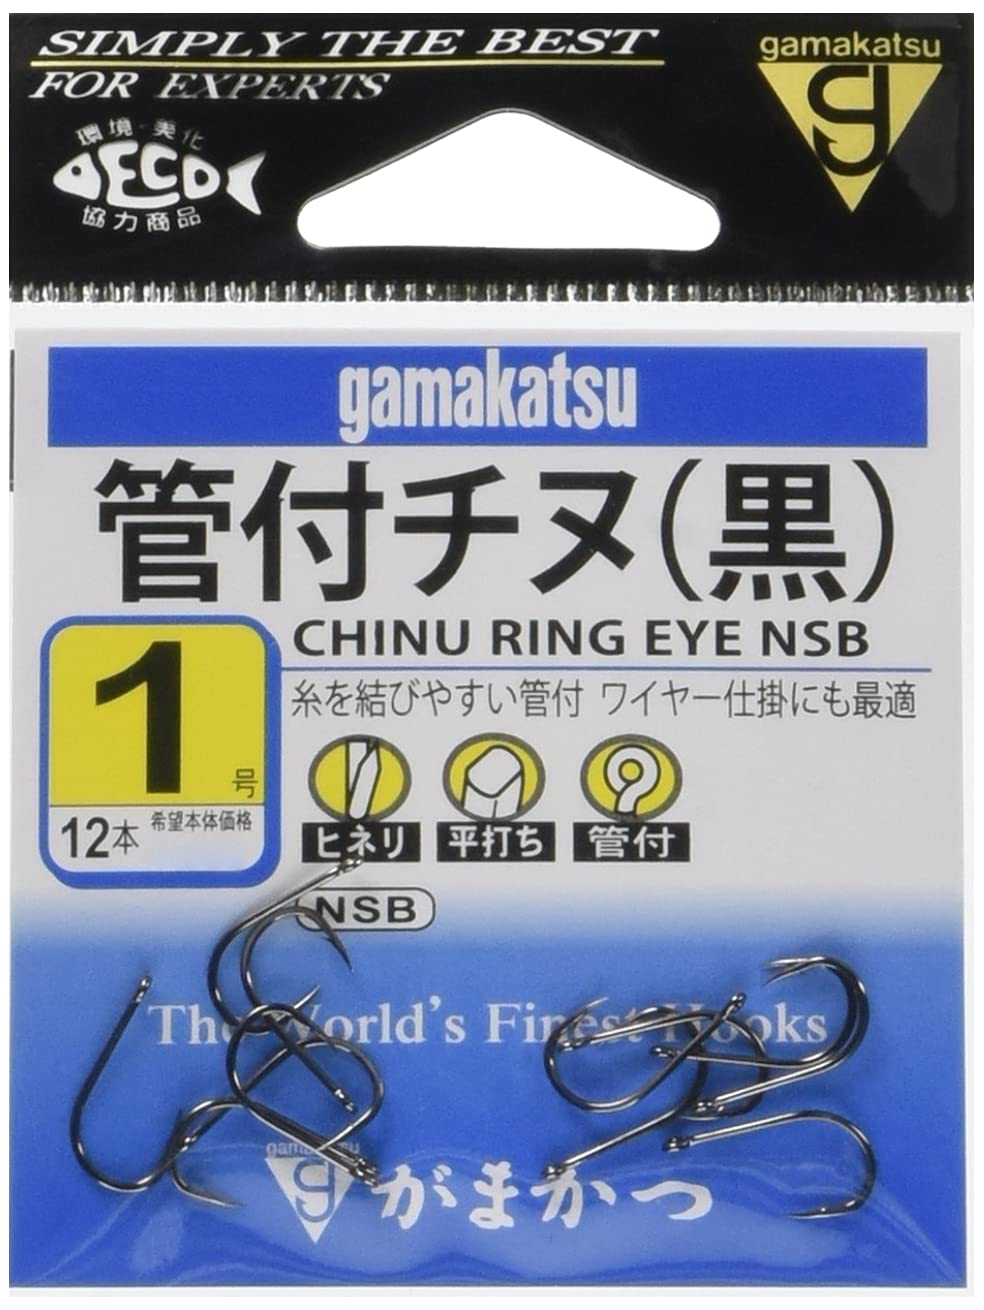 SIMPLY THE BEST
FOR EXPERTS
gamakatsu
g
環境・美化
ECO
協力商品
gamakatsu
管付チヌ(黒)
CHINU RING EYE NSB
1号
糸を結びやすい管付 ワイヤー仕掛にも最適
12本 希望本体価格
ヒネリ 平打ち 管付
NSB
The World's Finest Hooks
gamakatsu
g
がまかつ